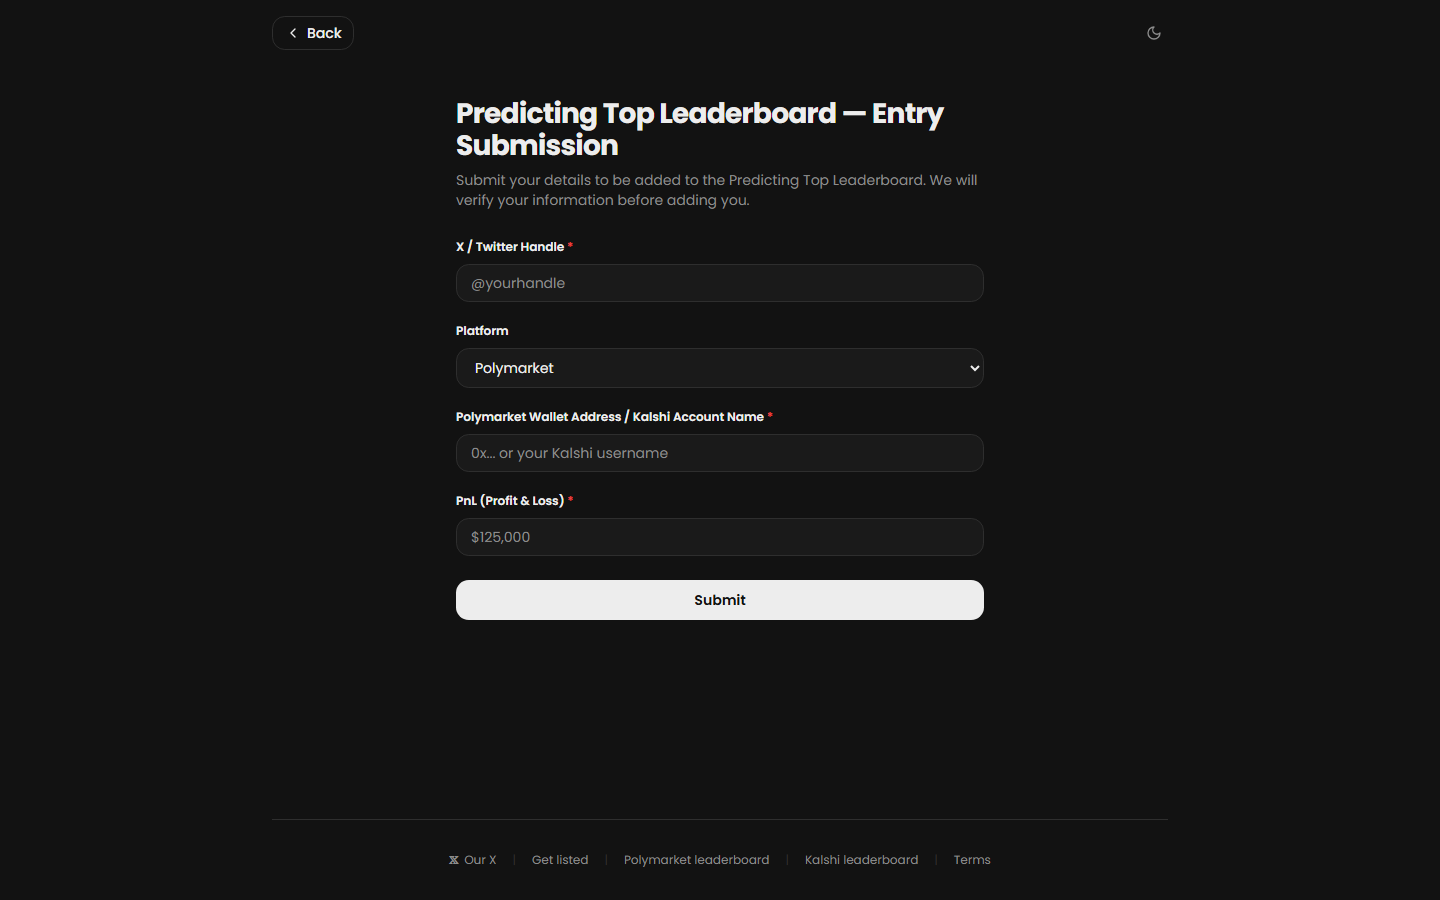 Back
Predicting Top Leaderboard — Entry
Submission
Submit your details to be added to the Predicting Top Leaderboard. We will
verify your information before adding you.
X / Twitter Handle *
@yourhandle
Platform
Polymarket
Polymarket Wallet Address / Kalshi Account Name *
0x... or your Kalshi username
PnL (Profit & Loss) *
$125,000
Submit
𝕏 Our X | Get listed | Polymarket leaderboard | Kalshi leaderboard | Terms